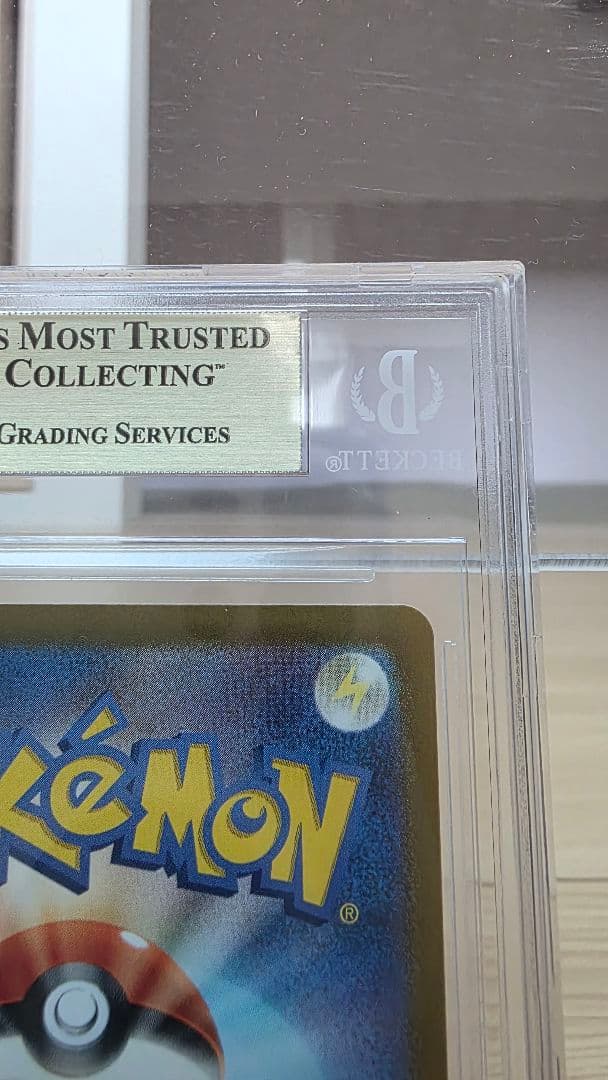 S MOST TRUSTED
COLLECTING™
GRADING SERVICES
B
BECKETT®
KÉMON
®